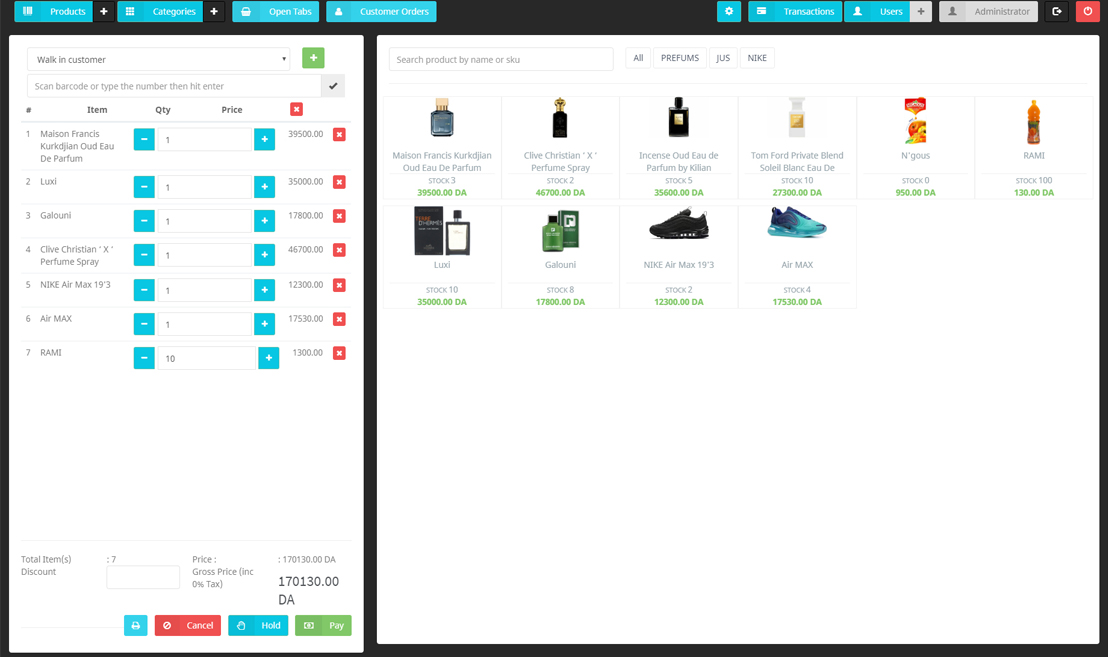 Products
Categories
Open Tabs
Customer Orders
Transactions
Users
Administrator
Walk in customer
Scan barcode or type the number then hit enter
# Item Qty Price
1 Maison Francis
Kurkdjian Oud Eau
De Parfum
1
39500.00
2 Luxi 1 35000.00
3 Galouni 1 17800.00
4 Clive Christian ' X '
Perfume Spray
1
46700.00
5 NIKE Air Max 19'3 1 12300.00
6 Air MAX 1 17530.00
7 RAMI 10 1300.00
Total Item(s) : 7 Price : : 170130.00 DA
Discount Gross Price (inc
0% Tax)
170130.00
DA
Cancel
Hold
Pay
Search product by name or sku
All PREFUMS JUS NIKE
Maison Francis Kurkdjian
Oud Eau De Parfum
STOCK 3
39500.00 DA
Clive Christian ' X '
Perfume Spray
STOCK 2
46700.00 DA
Incense Oud Eau de
Parfum by Kilian
STOCK 5
35600.00 DA
Tom Ford Private Blend
Soleil Blanc Eau De
STOCK 10
27300.00 DA
N'gous
STOCK 0
950.00 DA
RAMI
STOCK 100
130.00 DA
TERRE
D'HERMES
Luxi
STOCK 10
35000.00 DA
Galouni
STOCK 8
17800.00 DA
NIKE Air Max 19'3
STOCK 2
12300.00 DA
Air MAX
STOCK 4
17530.00 DA